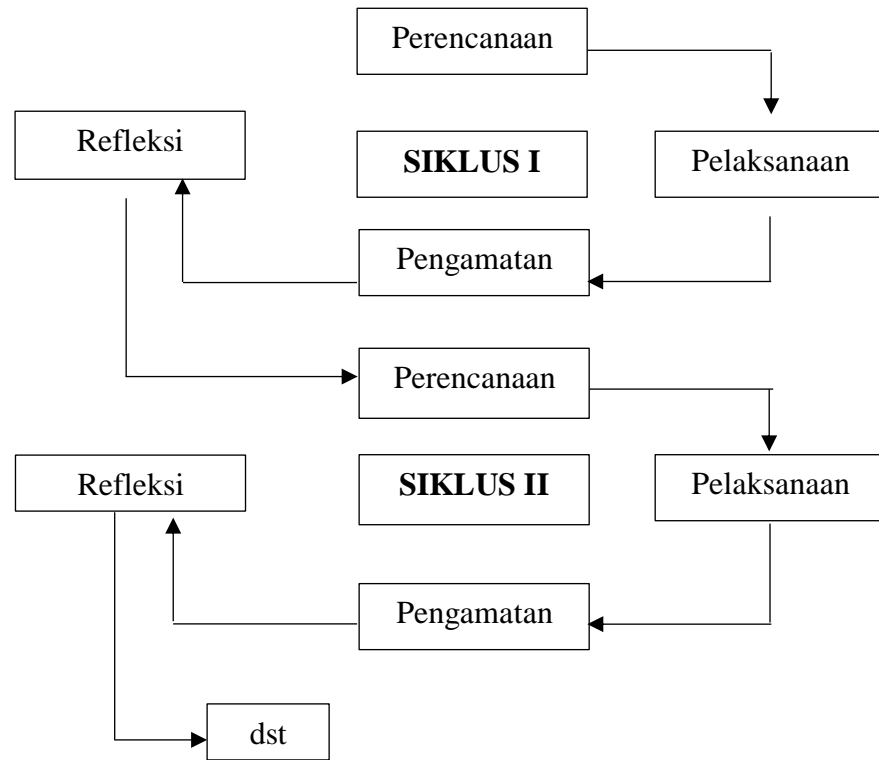 Perencanaan
Refleksi
SIKLUS I
Pelaksanaan
Pengamatan
Perencanaan
Refleksi
SIKLUS II
Pelaksanaan
Pengamatan
dst